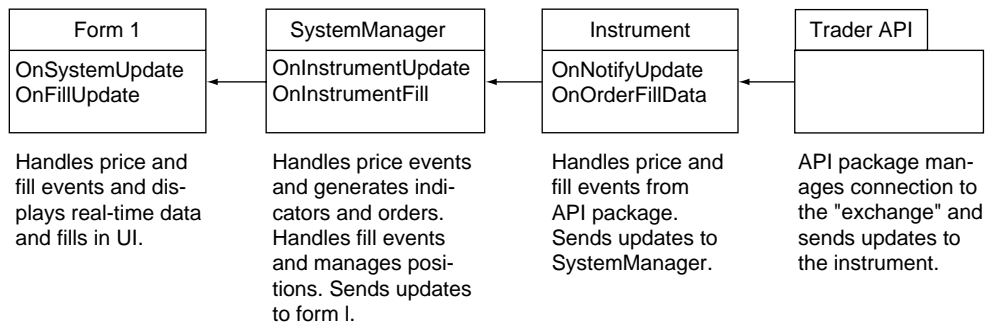 Form 1
OnSystemUpdate
OnFillUpdate
Handles price and
fill events and dis-
plays real-time data
and fills in UI.
SystemManager
OnInstrumentUpdate
OnInstrumentFill
Handles price events
and generates indi-
cators and orders.
Handles fill events
and manages posi-
tions. Sends updates
to form l.
Instrument
OnNotifyUpdate
OnOrderFillData
Handles price and
fill events from
API package.
Sends updates to
SystemManager.
Trader API
API package man-
ages connection to
the "exchange" and
sends updates to
the instrument.